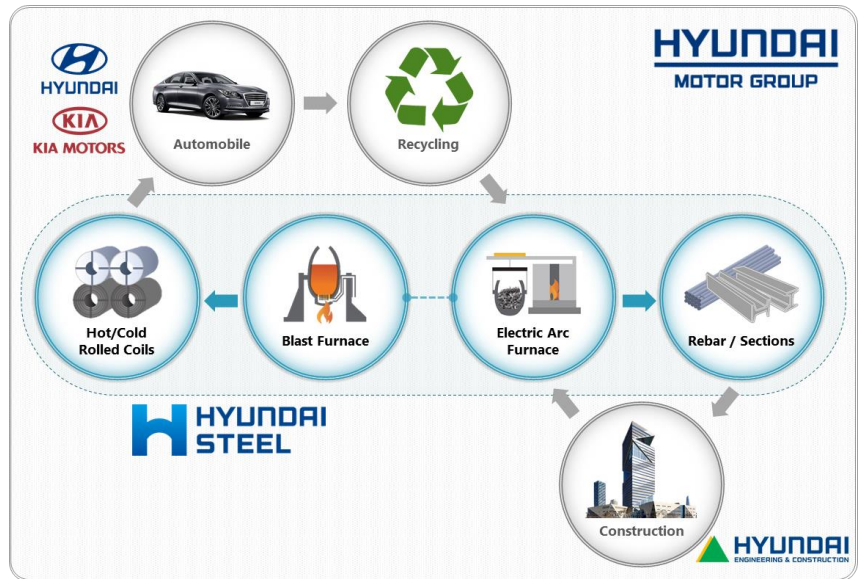 HYUNDAI
KIA
KIA MOTORS
Automobile
Recycling
HYUNDAI
MOTOR GROUP
Hot/Cold
Rolled Coils
Blast Furnace
Electric Arc
Furnace
Rebar / Sections
HYUNDAI
STEEL
Construction
HYUNDAI
ENGINEERING & CONSTRUCTION